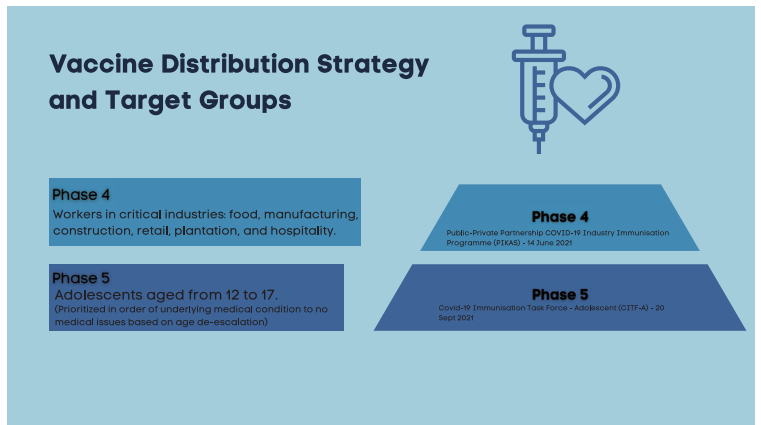 Vaccine Distribution Strategy
and Target Groups
Phase 4
Workers in critical industries: food, manufacturing,
construction, retail, plantation, and hospitality.
Phase 4
Public-Private Partnership COVID-19 Industry Immunisation
Programme (PIKAS) - 14 June 2021
Phase 5
Adolescents aged from 12 to 17.
(Prioritized in order of underlying medical condition to no
medical issues based on age de-escalation)
Phase 5
Covid-19 Immunisation Task Force - Adolescent (CITF-A) - 20
Sept 2021